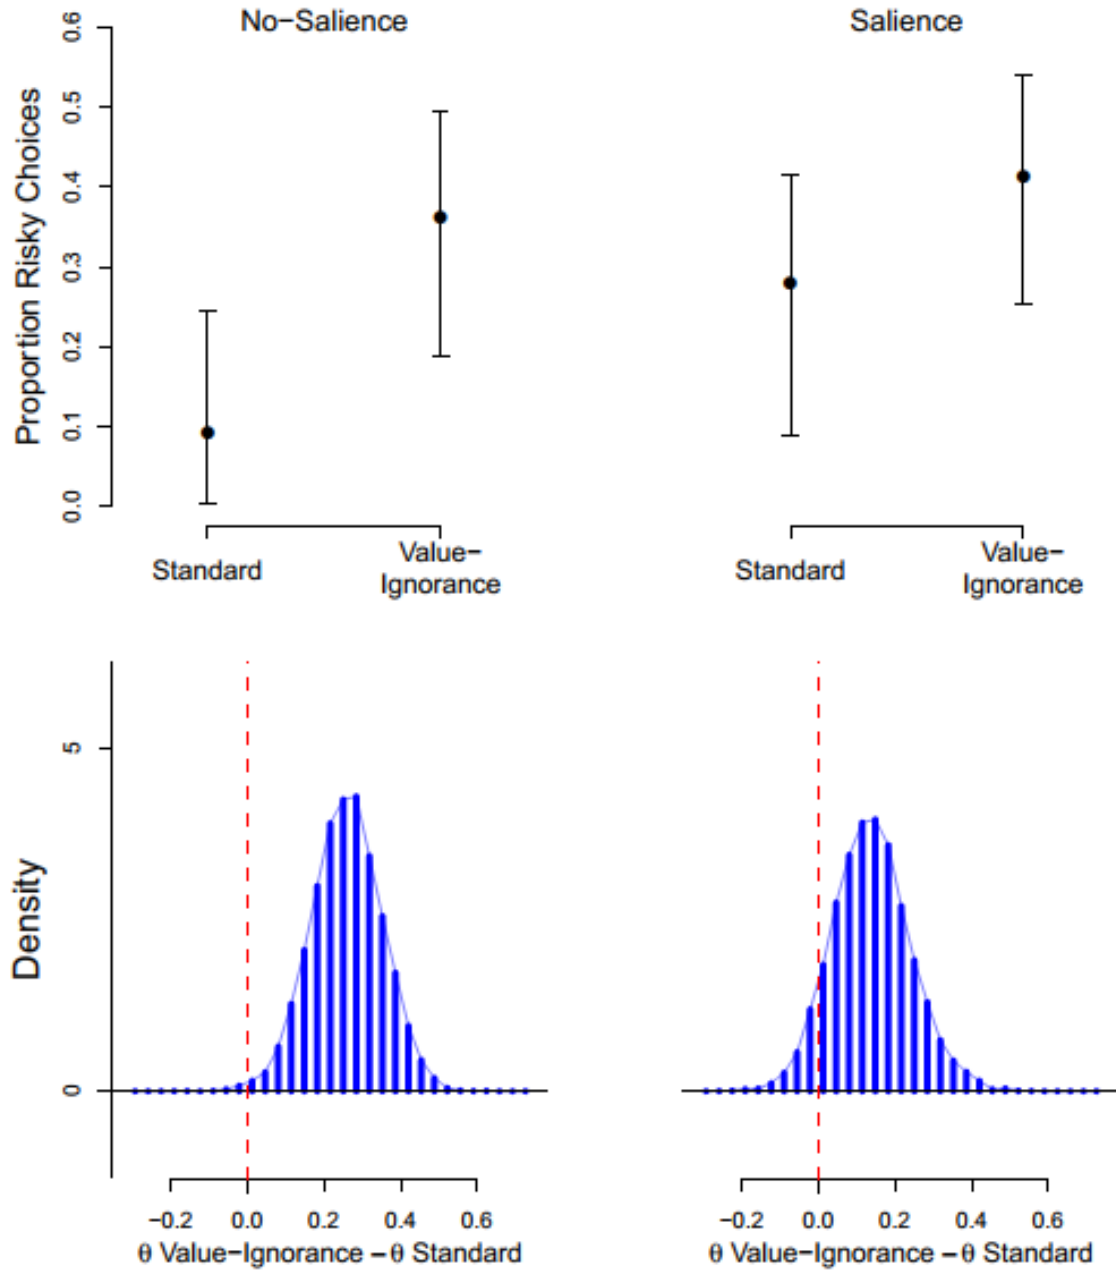 No−Salience
Salience
Proportion Risky Choices
0.6
0.5
0.4
0.3
0.2
0.1
0.0
Standard
Value−
Ignorance
Standard
Value−
Ignorance
Density
5
0
−0.2 0.0 0.2 0.4 0.6
θ Value−Ignorance −θ Standard
−0.2 0.0 0.2 0.4 0.6
θ Value−Ignorance −θ Standard